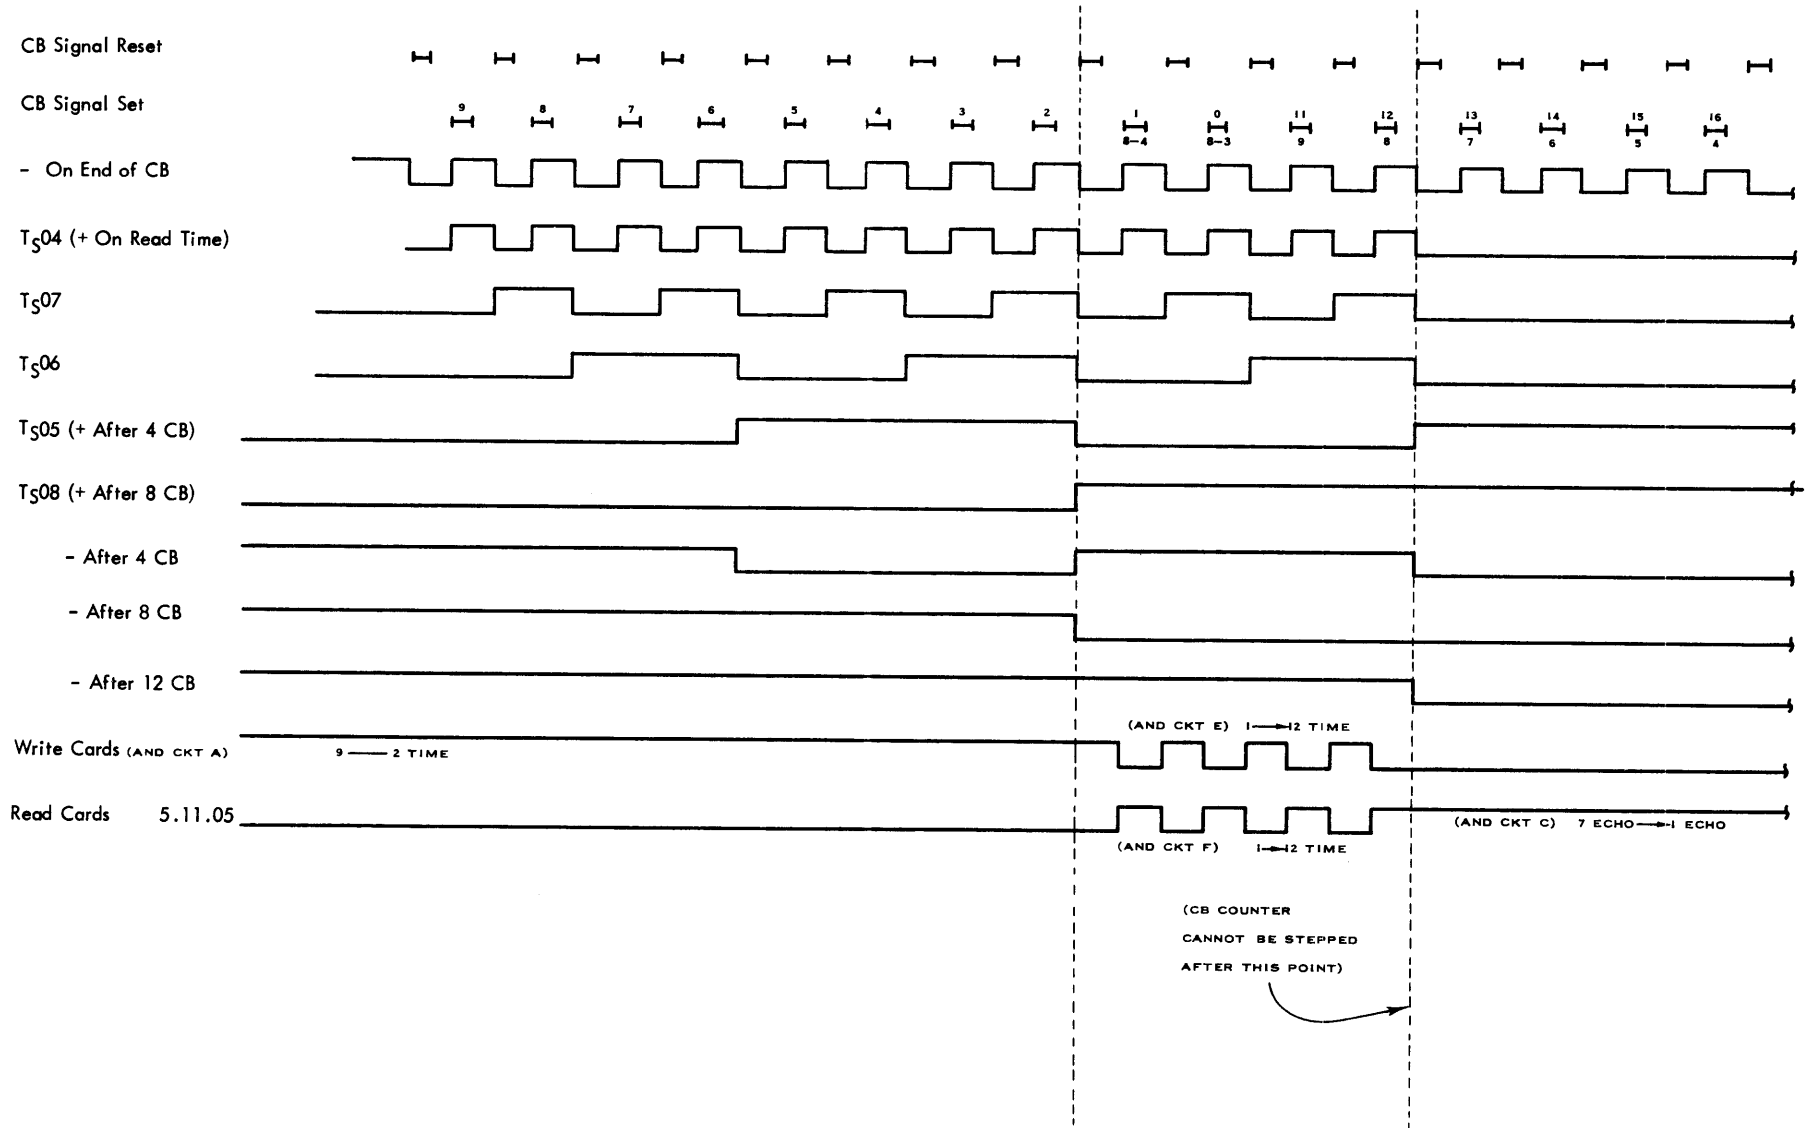 CB Signal Reset
CB Signal Set
9 8 7 6 5 4 3 2 1 0 11 12 13 14 15 16
8-4 8-3 9 8 7 6 5 4
- On End of CB
TS04 (+ On Read Time)
TS07
TS06
TS05 (+ After 4 CB)
TS08 (+ After 8 CB)
- After 4 CB
- After 8 CB
- After 12 CB
(AND CKT E) 1→12 TIME
Write Cards (AND CKT A) 9 — 2 TIME
Read Cards 5.11.05
(AND CKT C) 7 ECHO→1 ECHO
(AND CKT F) 1→12 TIME
(CB COUNTER
CANNOT BE STEPPED
AFTER THIS POINT)